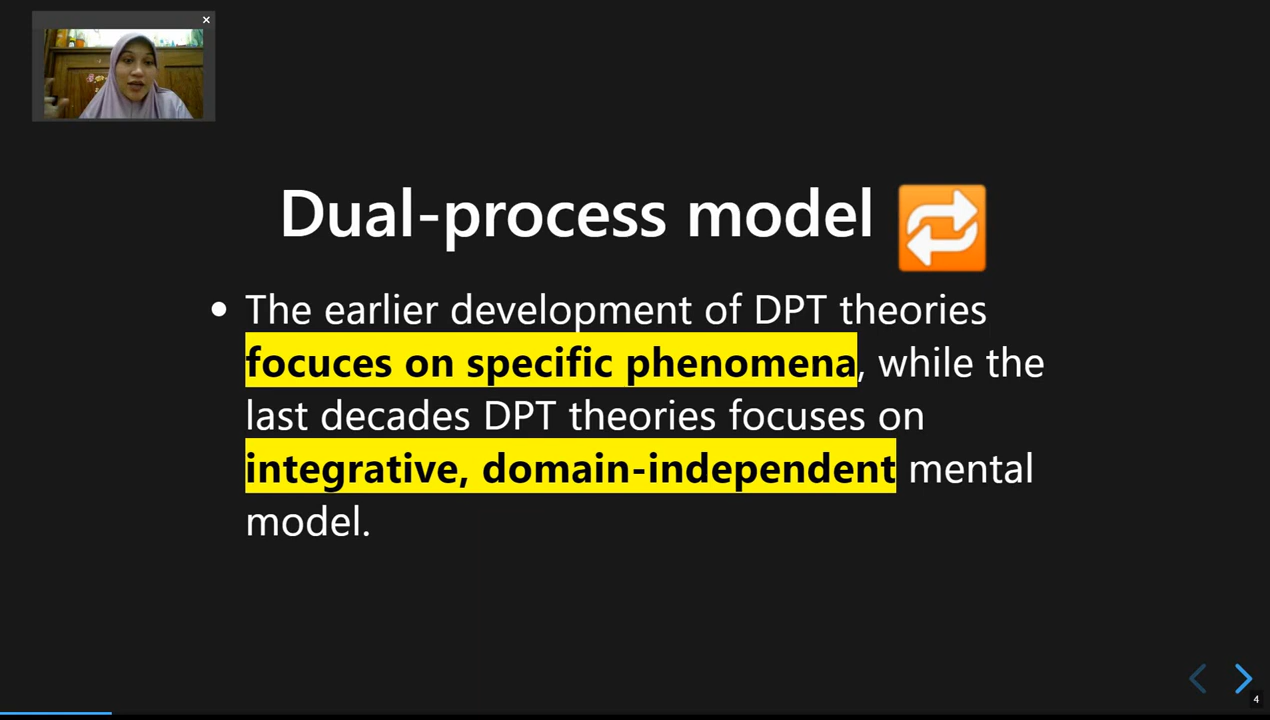 Dual-process model
The earlier development of DPT theories
focuces on specific phenomena, while the
last decades DPT theories focuses on
integrative, domain-independent mental
model.
4